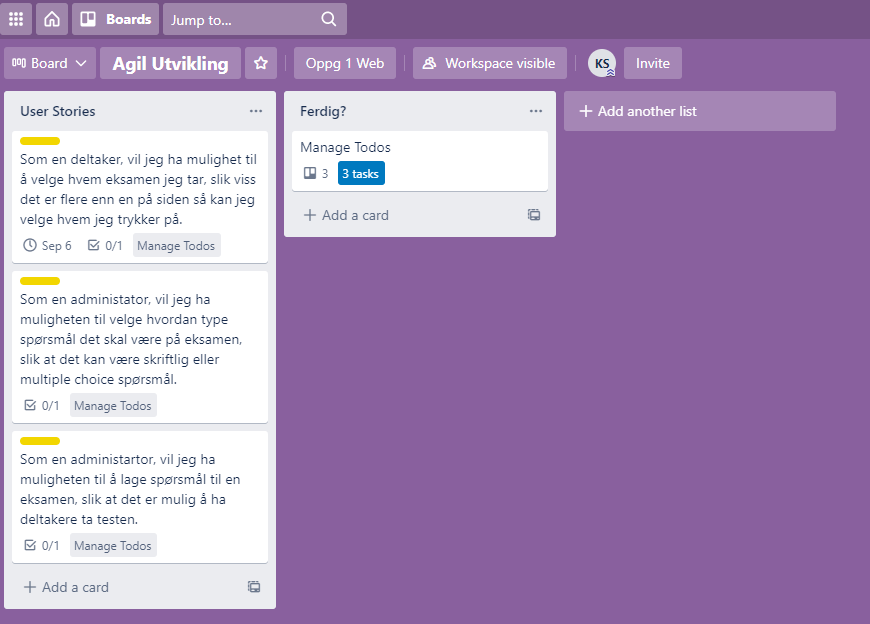 Boards
Jump to...
Board
Agil Utvikling
Oppg 1 Web
Workspace visible
KS
Invite
User Stories
Som en deltaker, vil jeg ha mulighet til
å velge hvem eksamen jeg tar, slik viss
det er flere enn en på siden så kan jeg
velge hvem jeg trykker på.
Sep 6
0/1
Manage Todos
Som en administator, vil jeg ha
muligheten til velge hvordan type
spørsmål det skal være på eksamen,
slik at det kan være skriftlig eller
multiple choice spørsmål.
0/1
Manage Todos
Som en administartor, vil jeg ha
muligheten til å lage spørsmål til en
eksamen, slik at det er mulig å ha
deltakere ta testen.
0/1
Manage Todos
Add a card
Ferdig?
Manage Todos
3
3 tasks
Add a card
Add another list